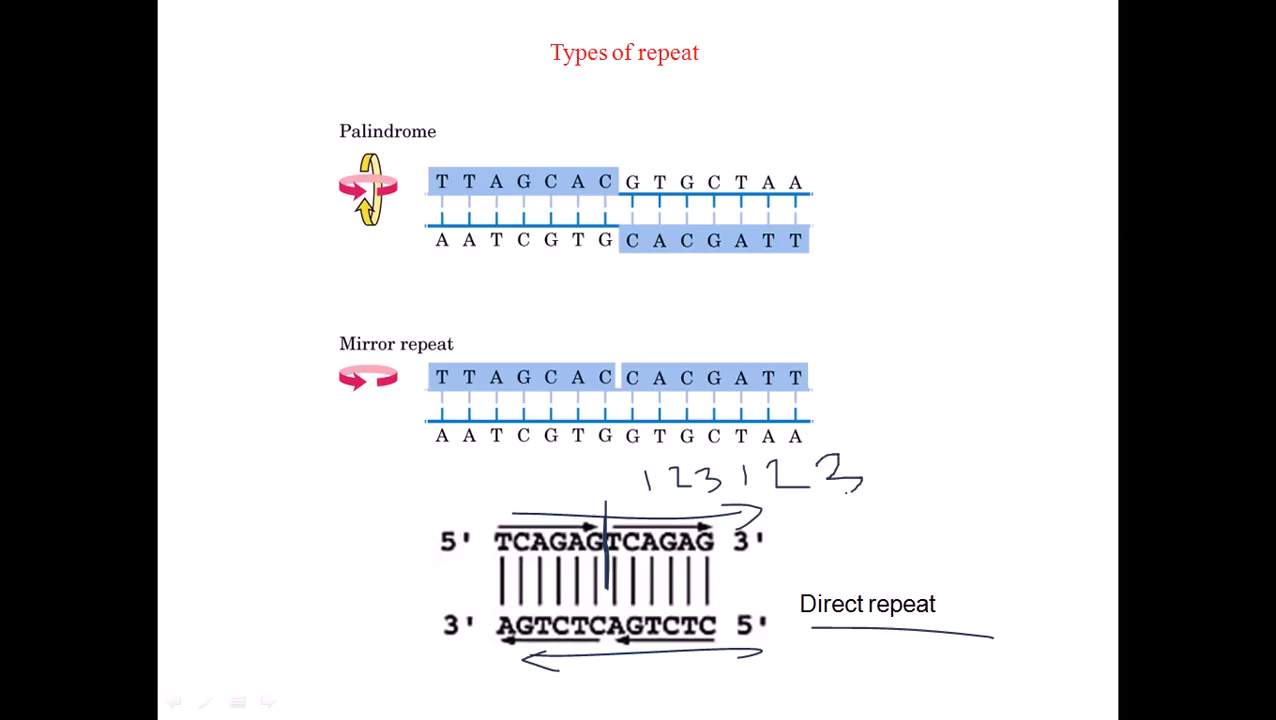 Types of repeat
Palindrome
T T A G C A C G T G C T A A
A A T C G T G C A C G A T T
Mirror repeat
T T A G C A C C A C G A T T
A A T C G T G G T G C T A A
1 2 3 1 2 3
5' TCAGAGTCAGAG 3'
3' AGTCTCAGTCTC 5'
Direct repeat